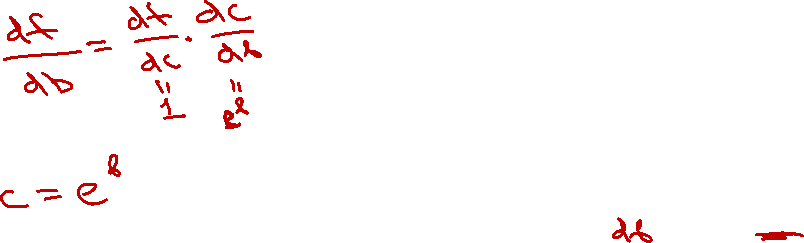 df/db = df/dc · dc/db
= 1 = e^b
c = e^b
db —